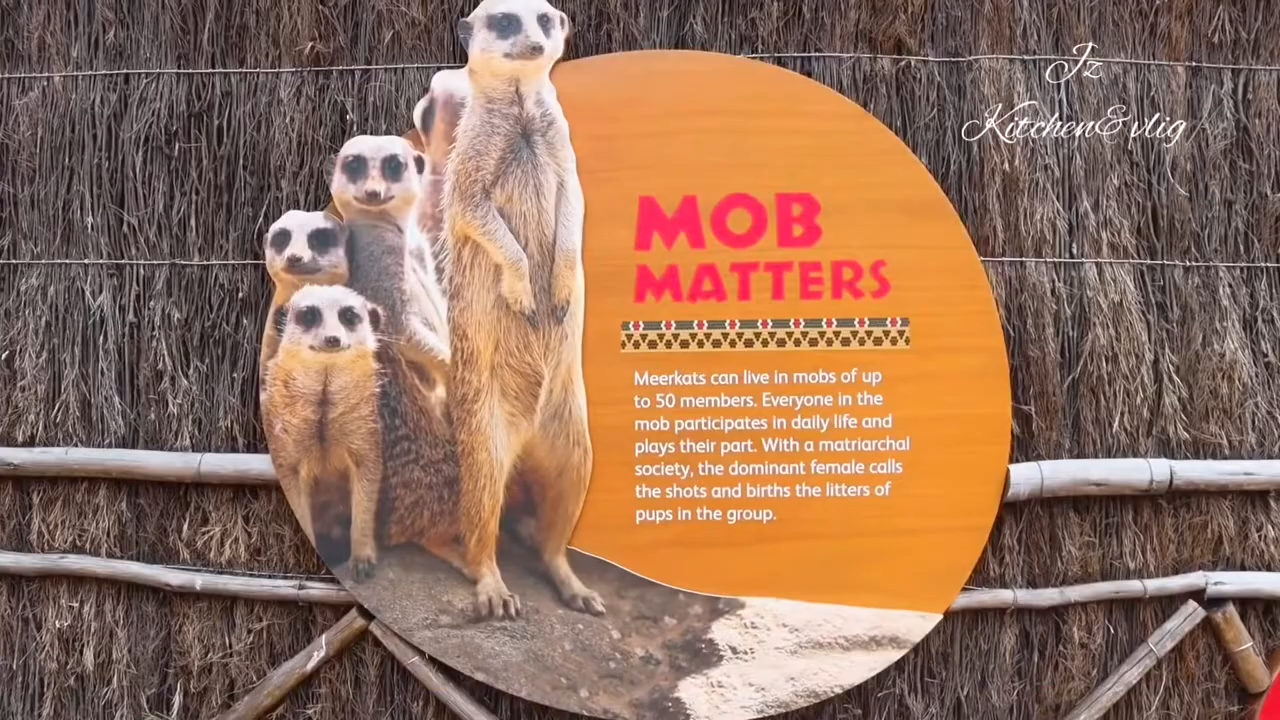 Jz
Kitchen& vlig
MOB
MATTERS
Meerkats can live in mobs of up
to 50 members. Everyone in the
mob participates in daily life and
plays their part. With a matriarchal
society, the dominant female calls
the shots and births the litters of
pups in the group.